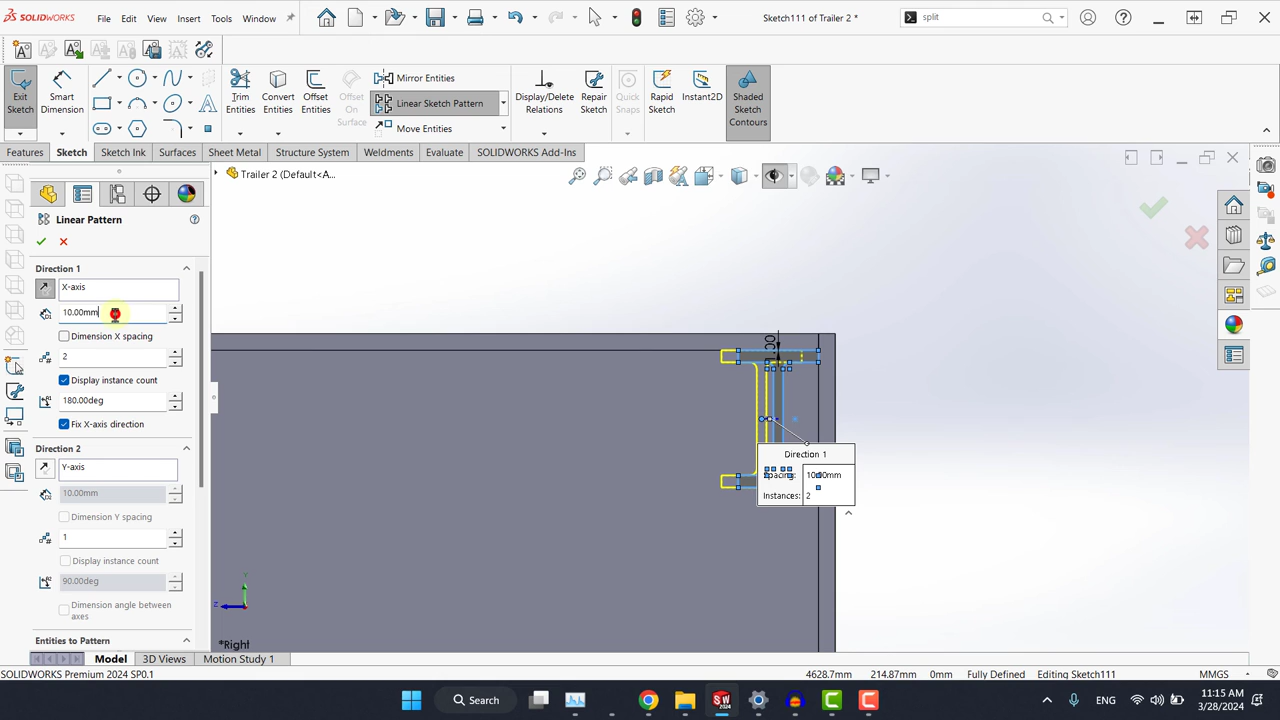 SOLIDWORKS
File
Edit
View
Insert
Tools
Window
Sketch111 of Trailer 2 *
split
Exit Sketch
Smart Dimension
Trim Entities
Convert Entities
Offset Entities
Offset On Surface
Mirror Entities
Linear Sketch Pattern
Move Entities
Display/Delete Relations
Repair Sketch
Quick Snaps
Rapid Sketch
Instant2D
Shaded Sketch Contours
Features
Sketch
Sketch Ink
Surfaces
Sheet Metal
Structure System
Weldments
Evaluate
SOLIDWORKS Add-Ins
Trailer 2 (Default<A...
Linear Pattern
Direction 1
X-axis
10.00mm
Dimension X spacing
2
Display instance count
180.00deg
Fix X-axis direction
Direction 2
Y-axis
10.00mm
Dimension Y spacing
1
Display instance count
90.00deg
Dimension angle between
axes
Entities to Pattern
Direction 1
Spacing: 10.00mm
Instances: 2
Y
Z
*Right
Model
3D Views
Motion Study 1
SOLIDWORKS Premium 2024 SP0.1
4628.7mm
214.87mm
0mm
Fully Defined
Editing Sketch111
MMGS
Search
ENG
11:15 AM
3/28/2024